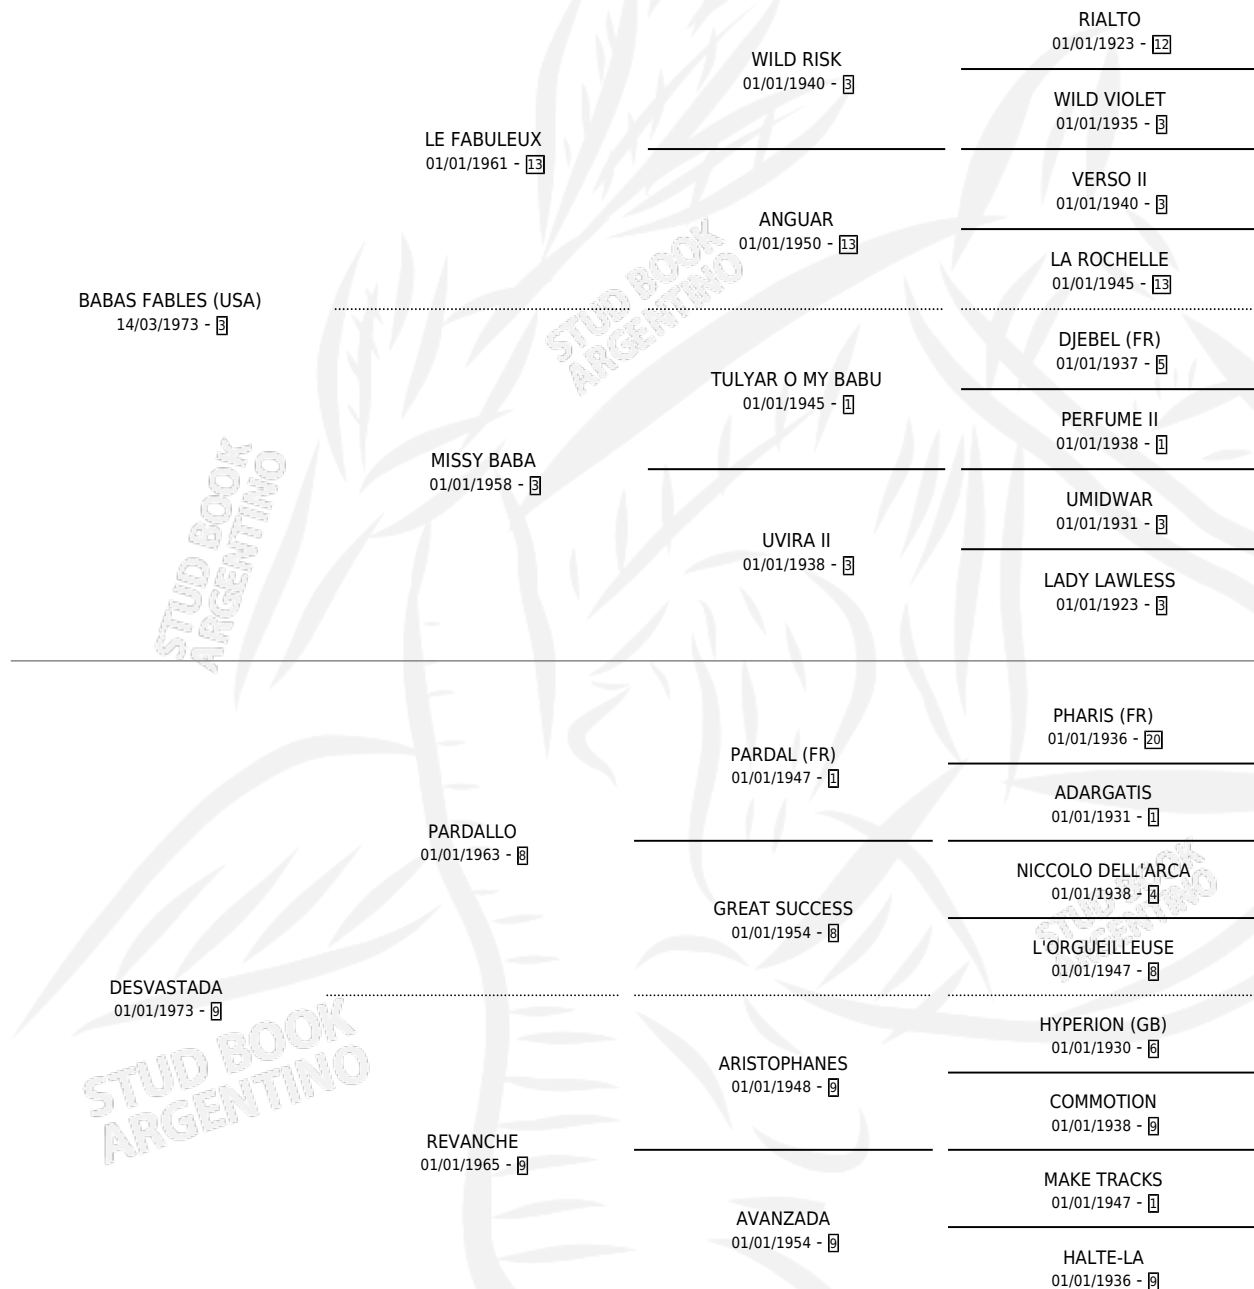 RIALTO
01/01/1923 - 12
WILD RISK
01/01/1940 - 3
WILD VIOLET
01/01/1935 - 3
LE FABULEUX
01/01/1961 - 13
VERSO II
01/01/1940 - 3
ANGUAR
01/01/1950 - 13
LA ROCHELLE
01/01/1945 - 13
BABAS FABLES (USA)
14/03/1973 - 3
DJEBEL (FR)
01/01/1937 - 5
TULYAR O MY BABU
01/01/1945 - 1
PERFUME II
01/01/1938 - 1
MISSY BABA
01/01/1958 - 3
UMIDWAR
01/01/1931 - 3
UVIRA II
01/01/1938 - 3
LADY LAWLESS
01/01/1923 - 3
PHARIS (FR)
01/01/1936 - 20
PARDAL (FR)
01/01/1947 - 1
ADARGATIS
01/01/1931 - 1
PARDALLO
01/01/1963 - 8
NICCOLO DELL'ARCA
01/01/1938 - 4
GREAT SUCCESS
01/01/1954 - 8
L'ORGUEILLEUSE
01/01/1947 - 8
DESVASTADA
01/01/1973 - 9
HYPERION (GB)
01/01/1930 - 6
ARISTOPHANES
01/01/1948 - 9
COMMOTION
01/01/1938 - 9
REVANCHE
01/01/1965 - 9
MAKE TRACKS
01/01/1947 - 1
AVANZADA
01/01/1954 - 9
HALTE-LA
01/01/1936 - 9
STUD BOOK
ARGENTINO
STUD BOOK
ARGENTINO
STUD BOOK
ARGENTINO
STUD BOOK
ARGENTINO